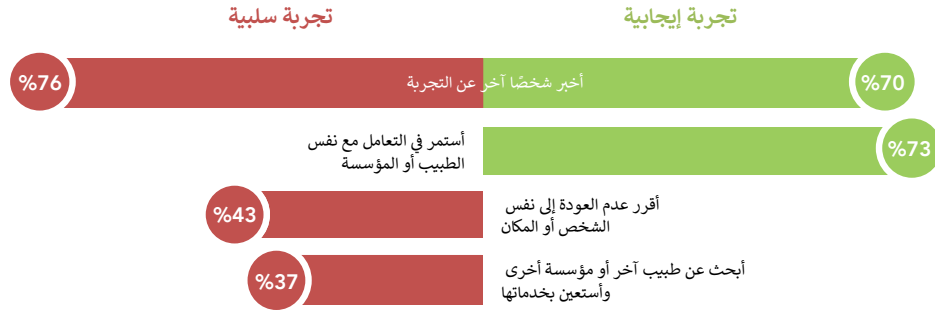 تجربة إيجابية
تجربة سلبية
%70
أخبر شخصًا آخر عن التجربة
%76
%73
أستمر في التعامل مع نفس
الطبيب أو المؤسسة
أقرر عدم العودة إلى نفس
الشخص أو المكان
%43
أبحث عن طبيب آخر أو مؤسسة أخرى
وأستعين بخدماتها
%37